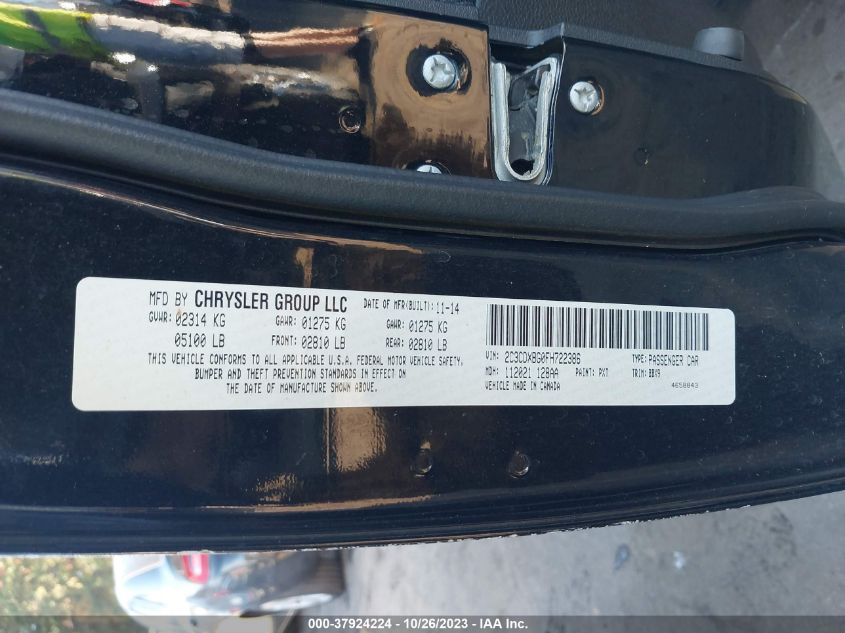 MFD BY CHRYSLER GROUP LLC DATE OF MFR(BUILT): 11-14
GVWR: 02314 KG GAWR: 01275 KG GAWR: 01275 KG
05100 LB FRONT: 02810 LB REAR: 02810 LB
THIS VEHICLE CONFORMS TO ALL APPLICABLE U.S.A. FEDERAL MOTOR VEHICLE SAFETY,
BUMPER AND THEFT PREVENTION STANDARDS IN EFFECT ON
THE DATE OF MANUFACTURE SHOWN ABOVE.
VIN: 2C3CDXBG0FH722386 TYPE: PASSENGER CAR
MDH: 112021 128AA PAINT: PX7 TRIM: BBX9
VEHICLE MADE IN CANADA 4658843
000-37924224 - 10/26/2023 - IAA Inc.